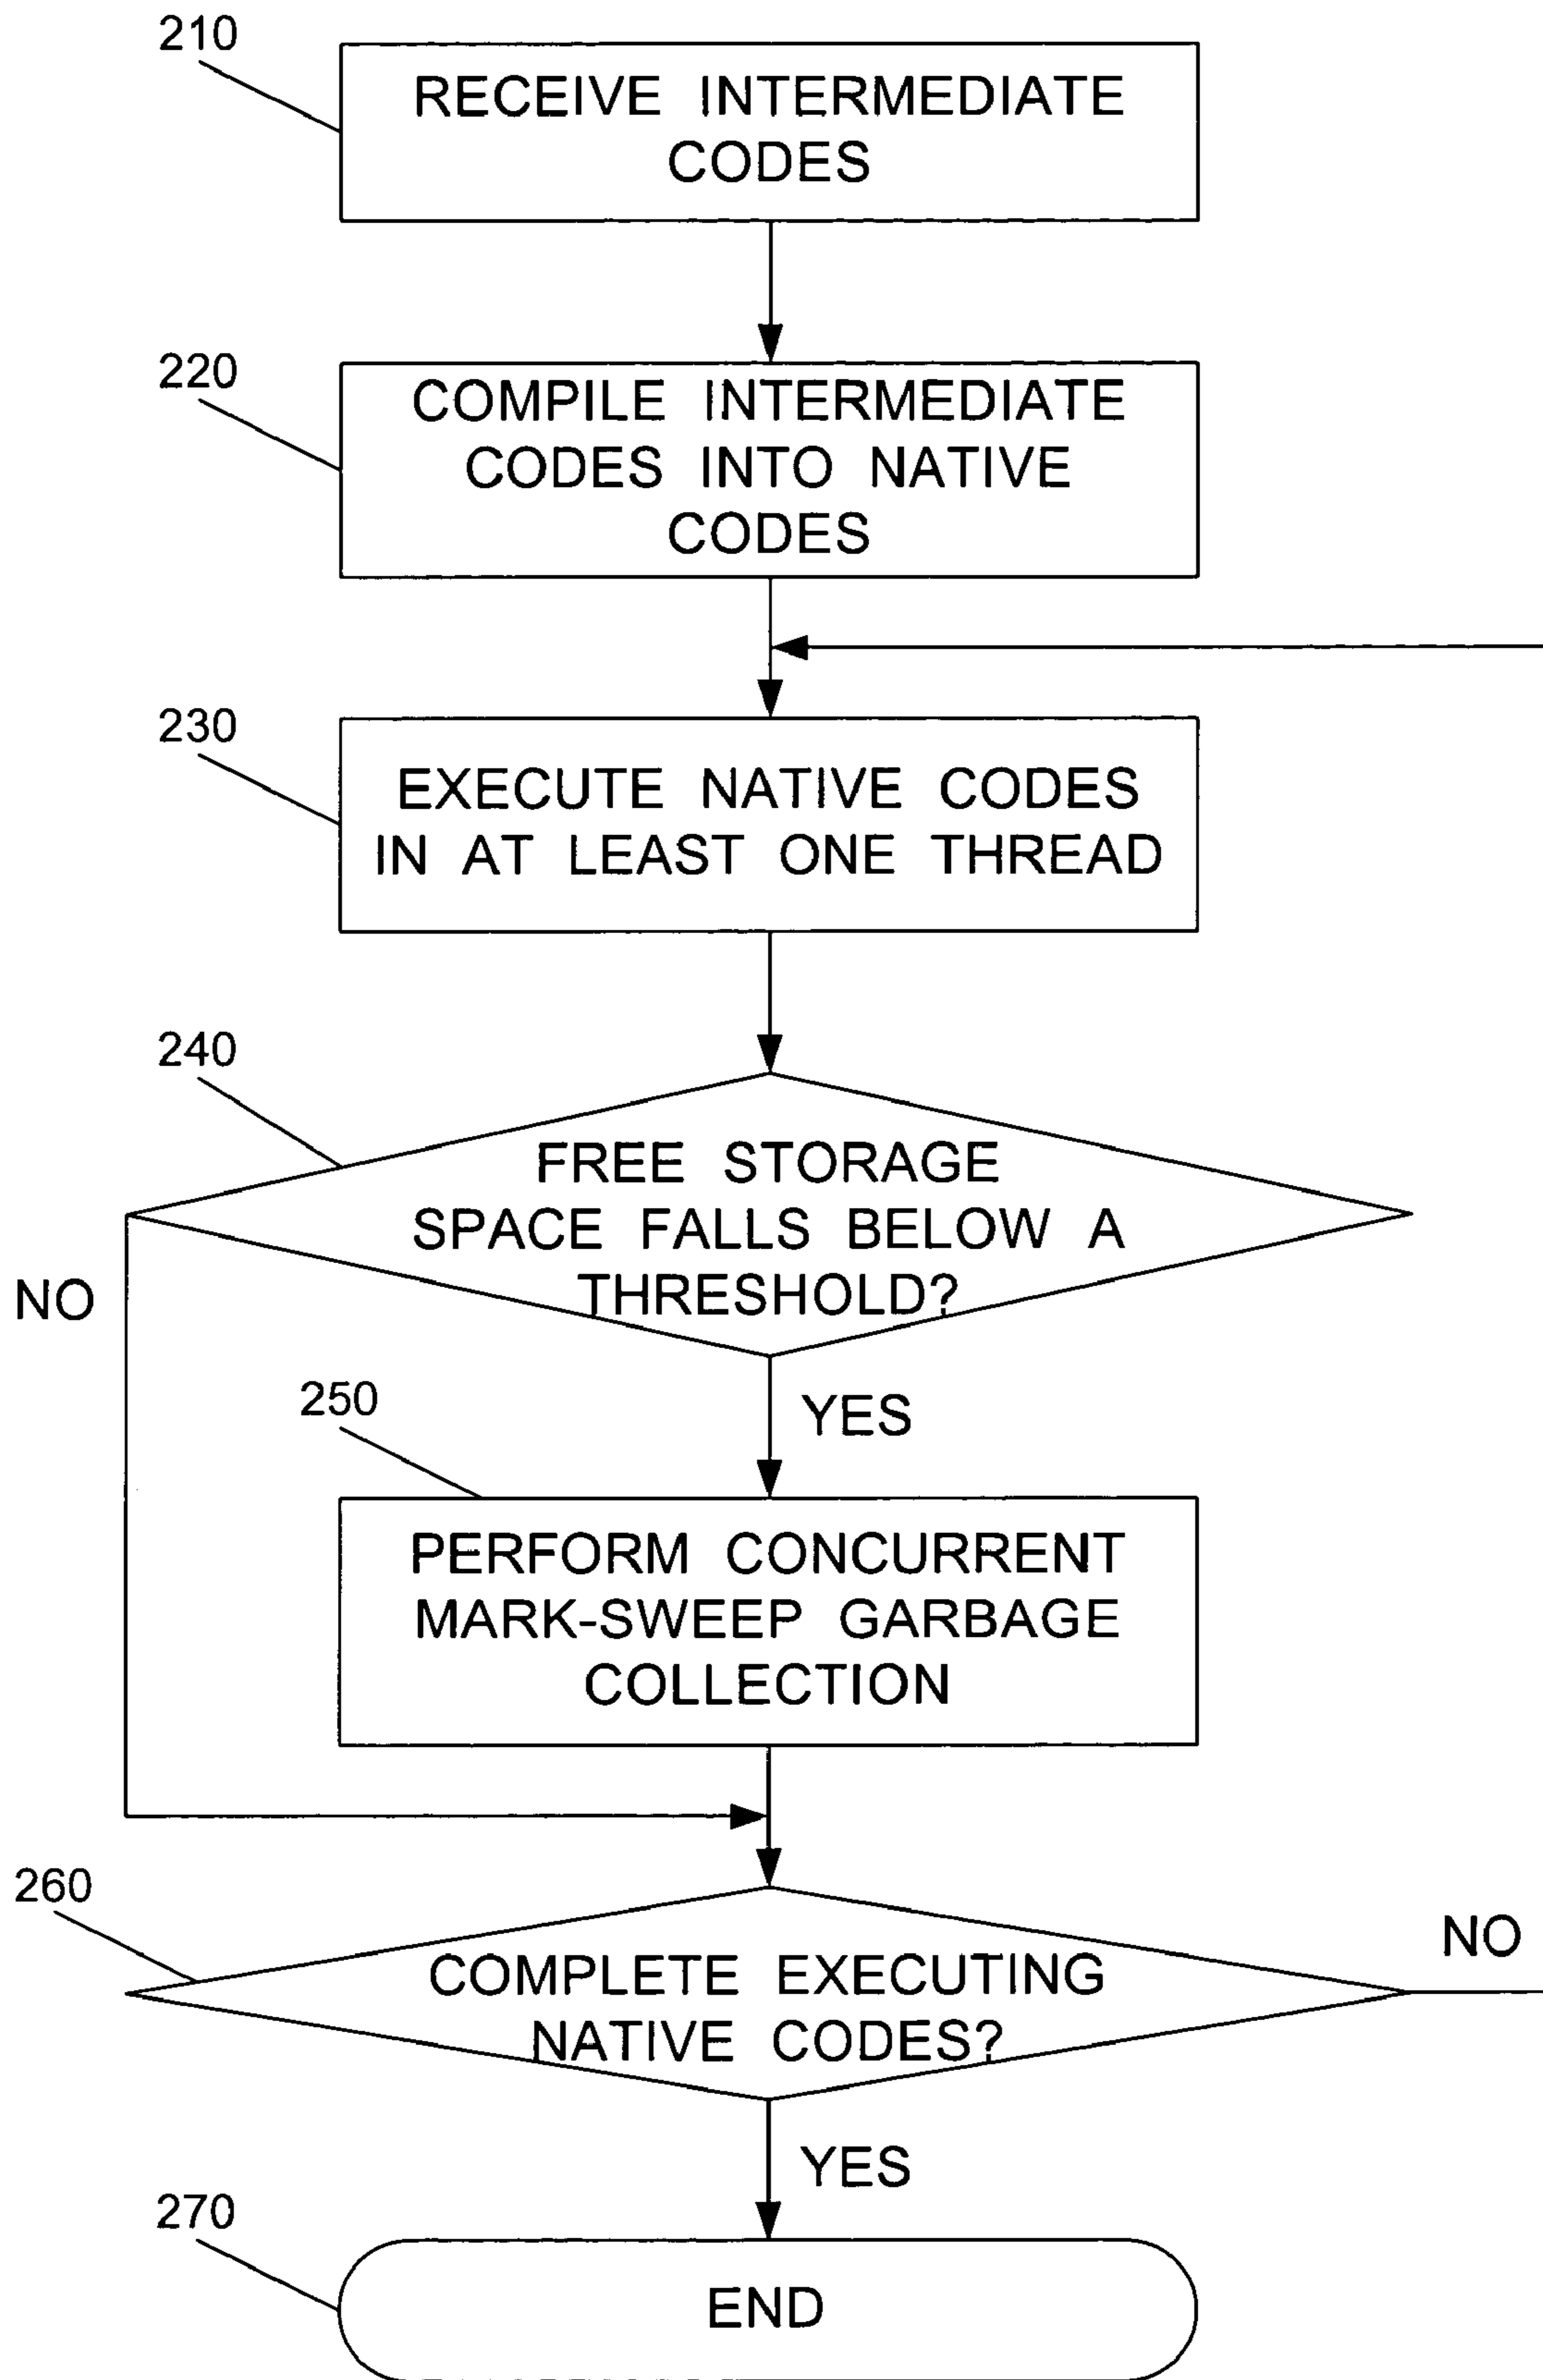 210
RECEIVE INTERMEDIATE
CODES
220
COMPILE INTERMEDIATE
CODES INTO NATIVE
CODES
230
EXECUTE NATIVE CODES
IN AT LEAST ONE THREAD
240
FREE STORAGE
SPACE FALLS BELOW A
THRESHOLD?
NO
YES
250
PERFORM CONCURRENT
MARK-SWEEP GARBAGE
COLLECTION
260
COMPLETE EXECUTING
NATIVE CODES?
NO
YES
270
END